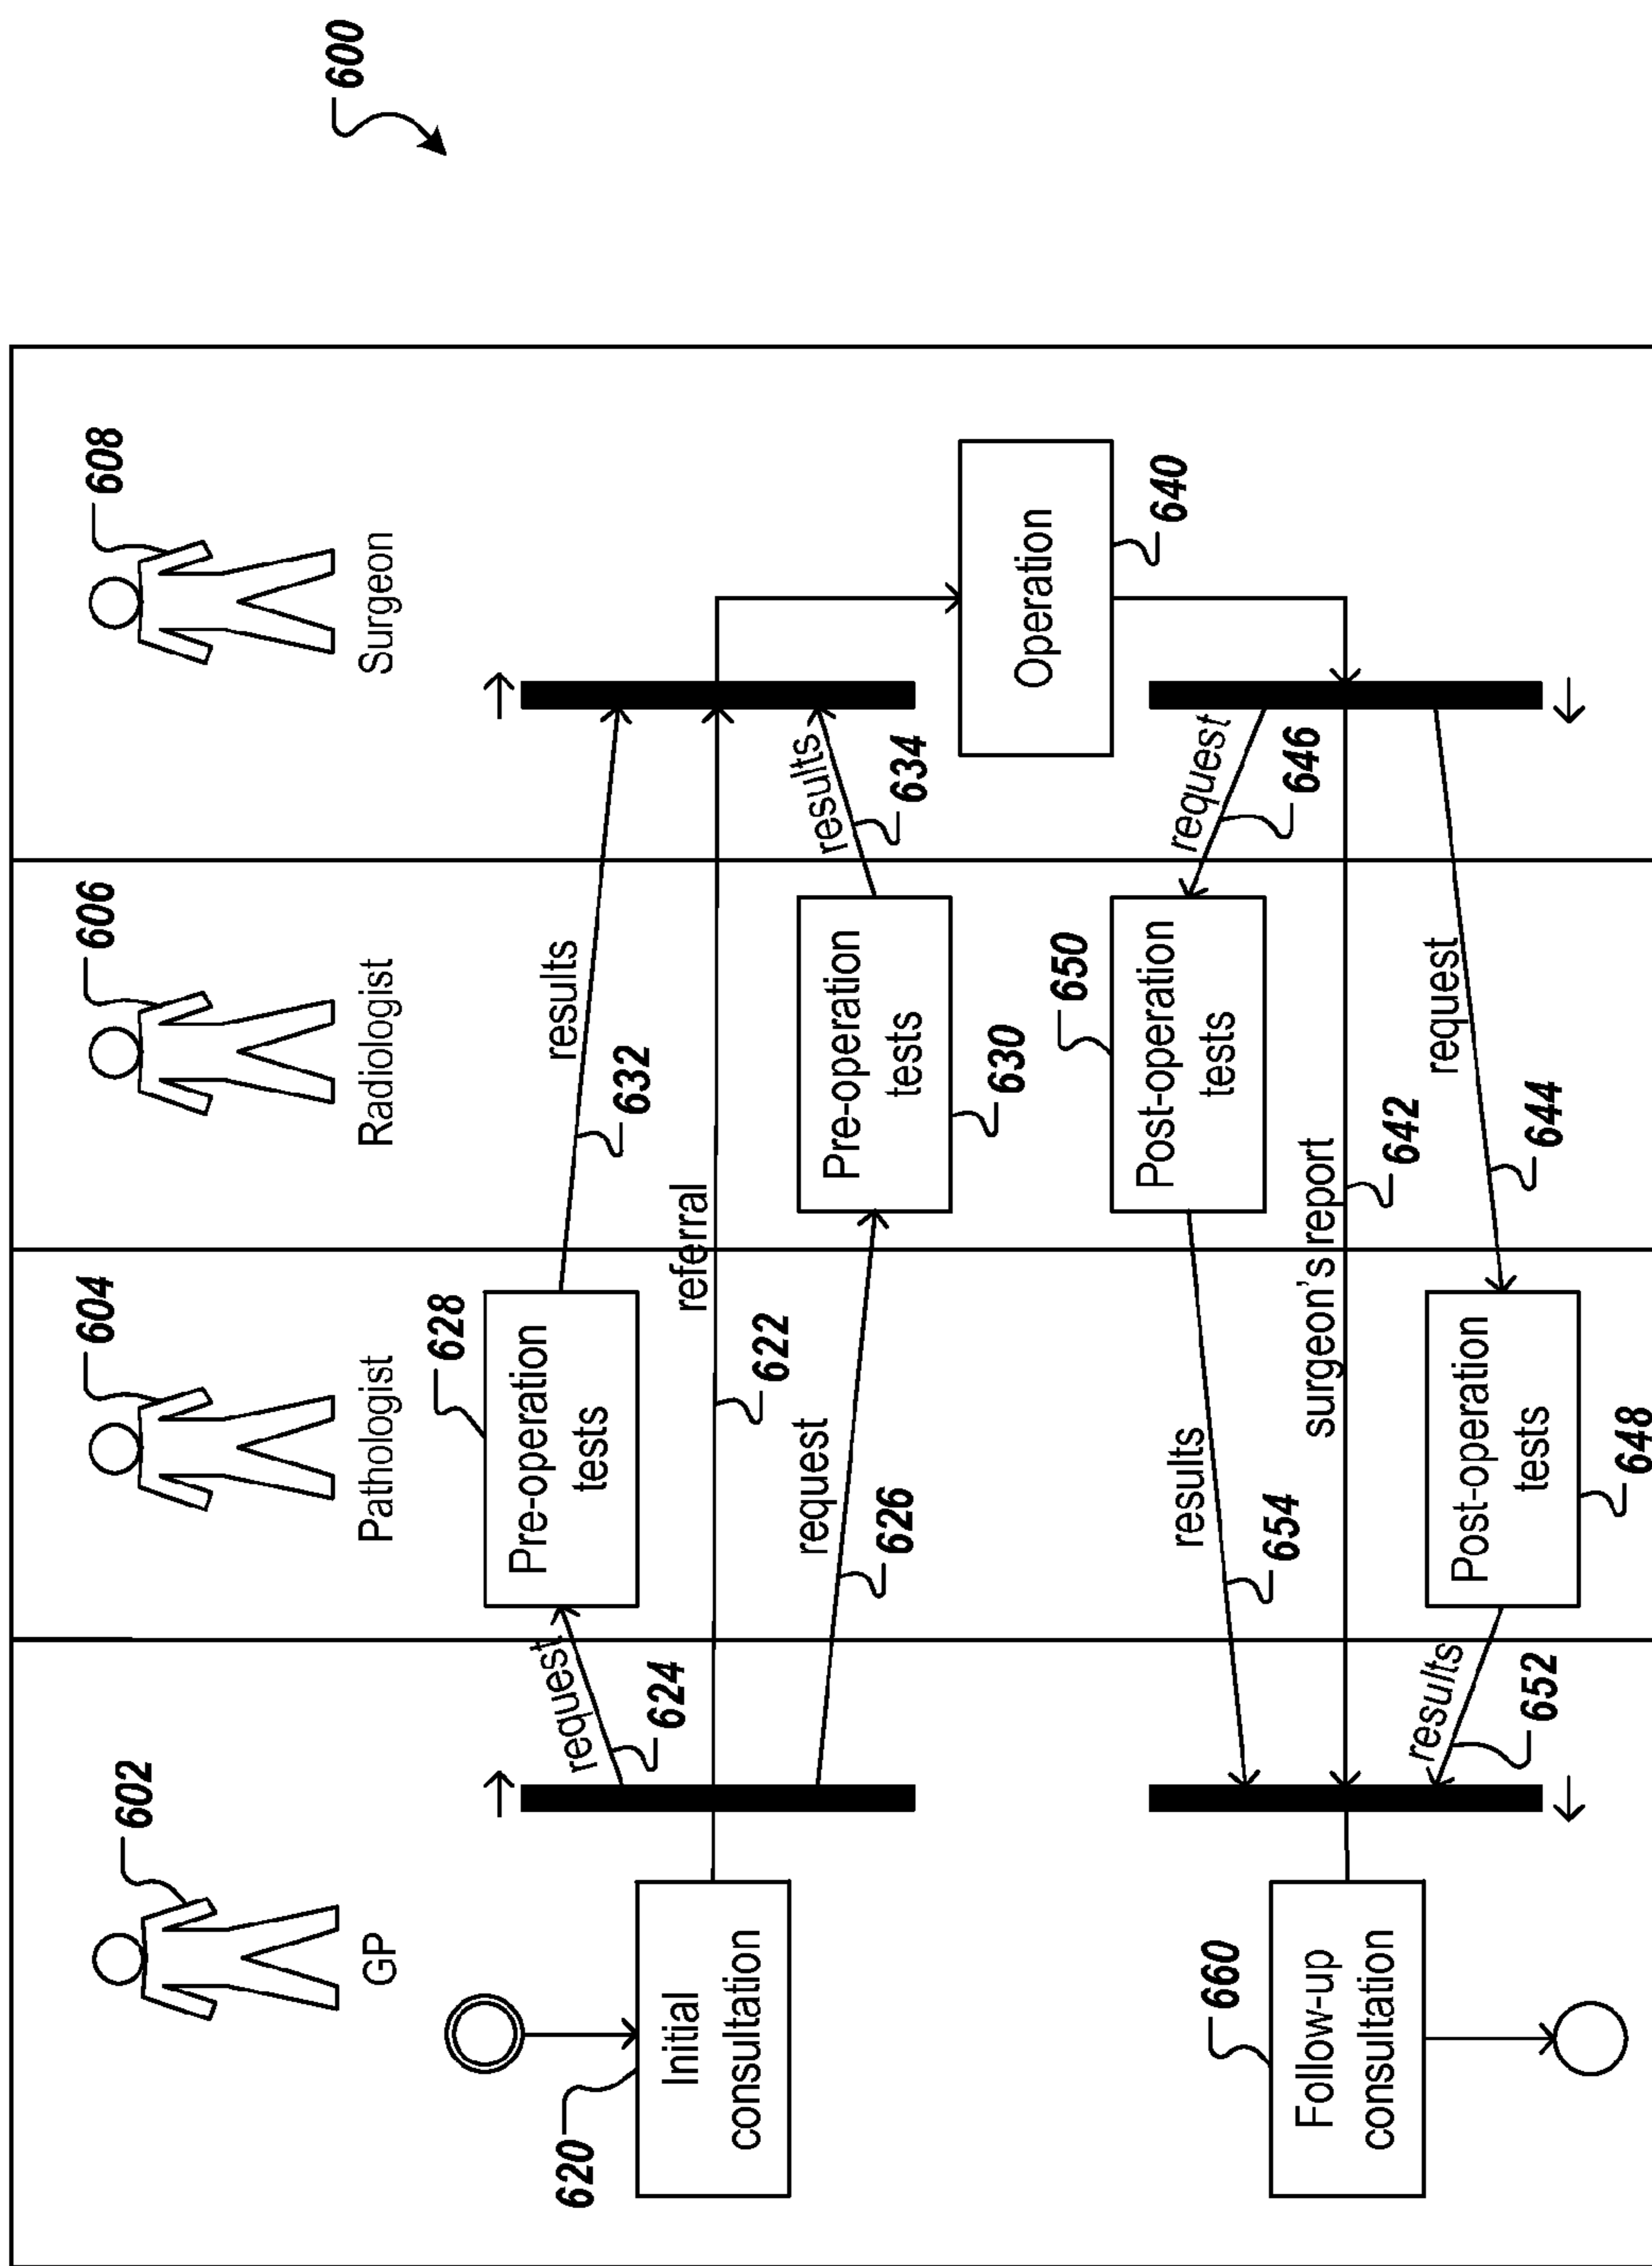 600
602
604
606
608
GP
Pathologist
Radiologist
Surgeon
620
Initial
consultation
request
624
628
Pre-operation
tests
results
632
referral
622
request
626
Pre-operation
tests
630
results
634
Operation
640
request
646
650
Post-operation
tests
results
654
surgeon's report
642
request
644
Post-operation
tests
648
results
652
660
Follow-up
consultation